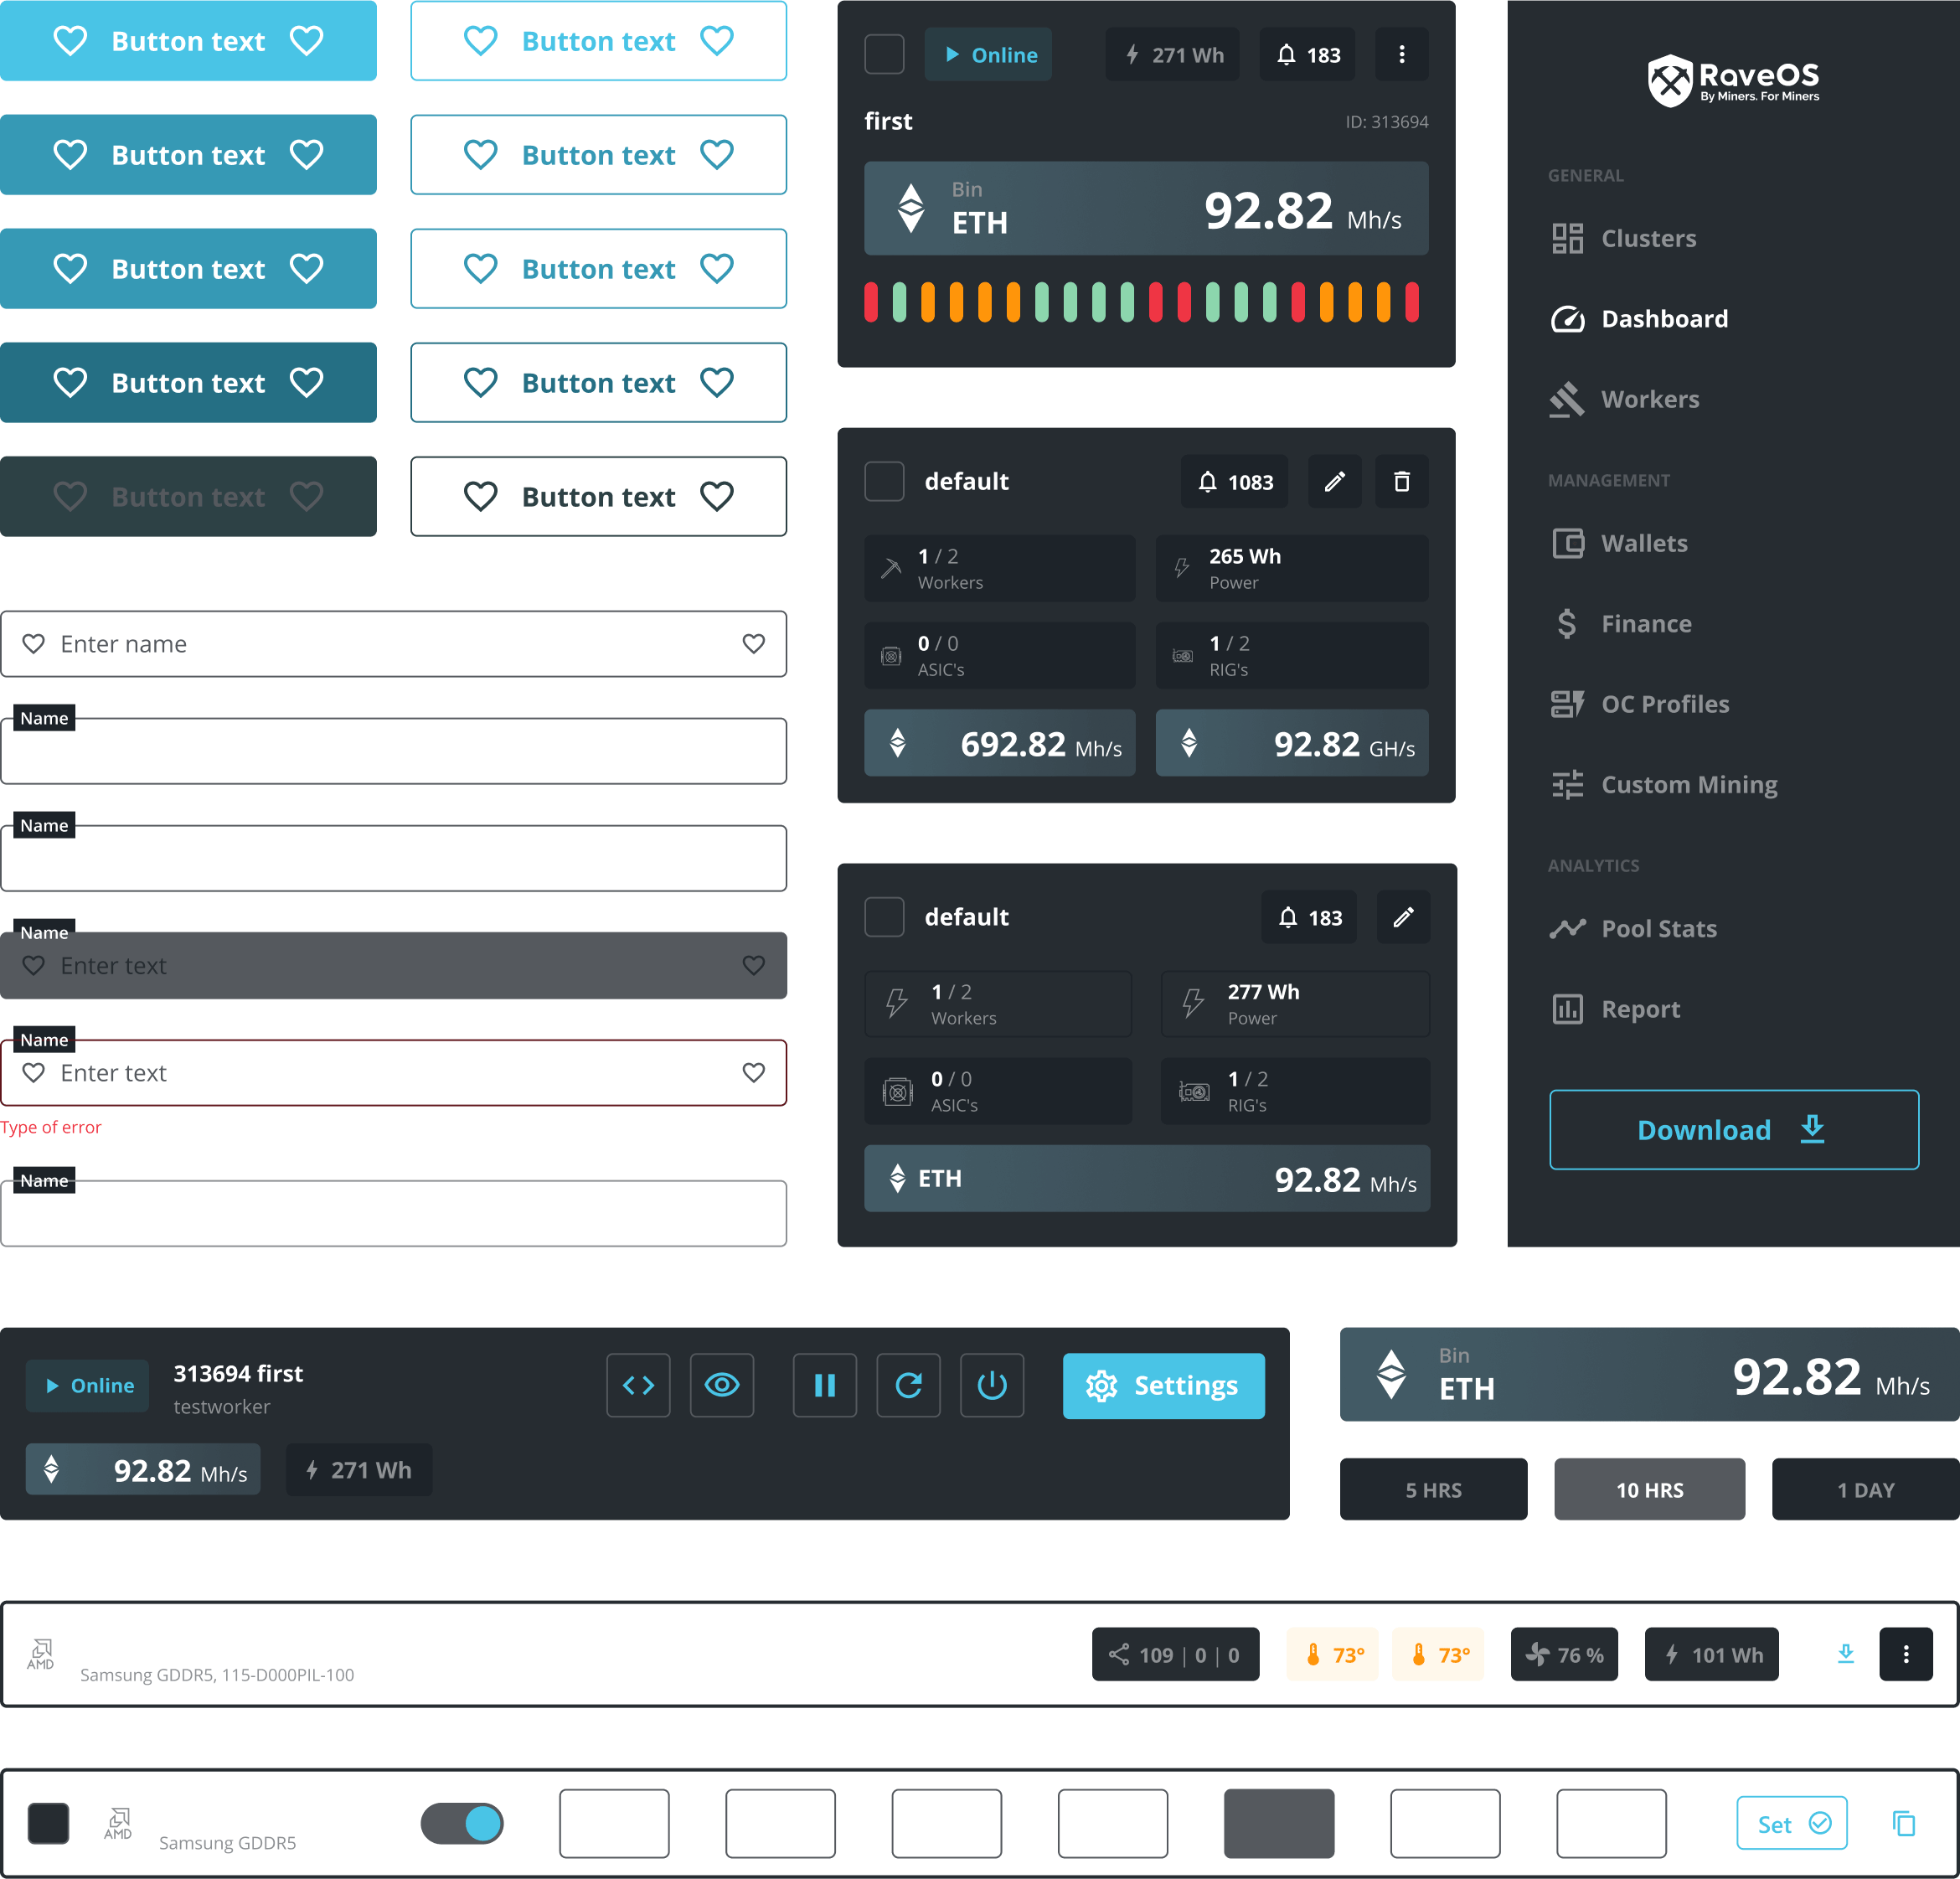 Button text
Button text
Button text
Button text
Button text
Button text
Button text
Button text
Button text
Button text
Enter name
Name
Name
Name
Enter text
Name
Enter text
Type of error
Name
Online
271 Wh
183
first
ID: 313694
Bin
ETH
92.82 Mh/s
default
1083
1 / 2
Workers
265 Wh
Power
0 / 0
ASIC's
1 / 2
RIG's
692.82 Mh/s
92.82 GH/s
default
183
1 / 2
Workers
277 Wh
Power
0 / 0
ASIC's
1 / 2
RIG's
ETH
92.82 Mh/s
RaveOS
By Miners. For Miners
GENERAL
Clusters
Dashboard
Workers
MANAGEMENT
Wallets
Finance
OC Profiles
Custom Mining
ANALYTICS
Pool Stats
Report
Download
Online
313694 first
testworker
Settings
92.82 Mh/s
271 Wh
Bin
ETH
92.82 Mh/s
5 HRS
10 HRS
1 DAY
AMD
Samsung GDDR5, 115-D000PIL-100
109 | 0 | 0
73°
73°
76 %
101 Wh
AMD
Samsung GDDR5
Set